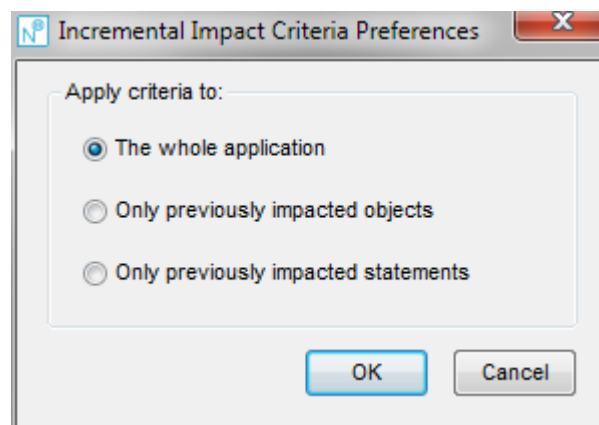 Incremental Impact Criteria Preferences
Apply criteria to:
The whole application
Only previously impacted objects
Only previously impacted statements
OK Cancel